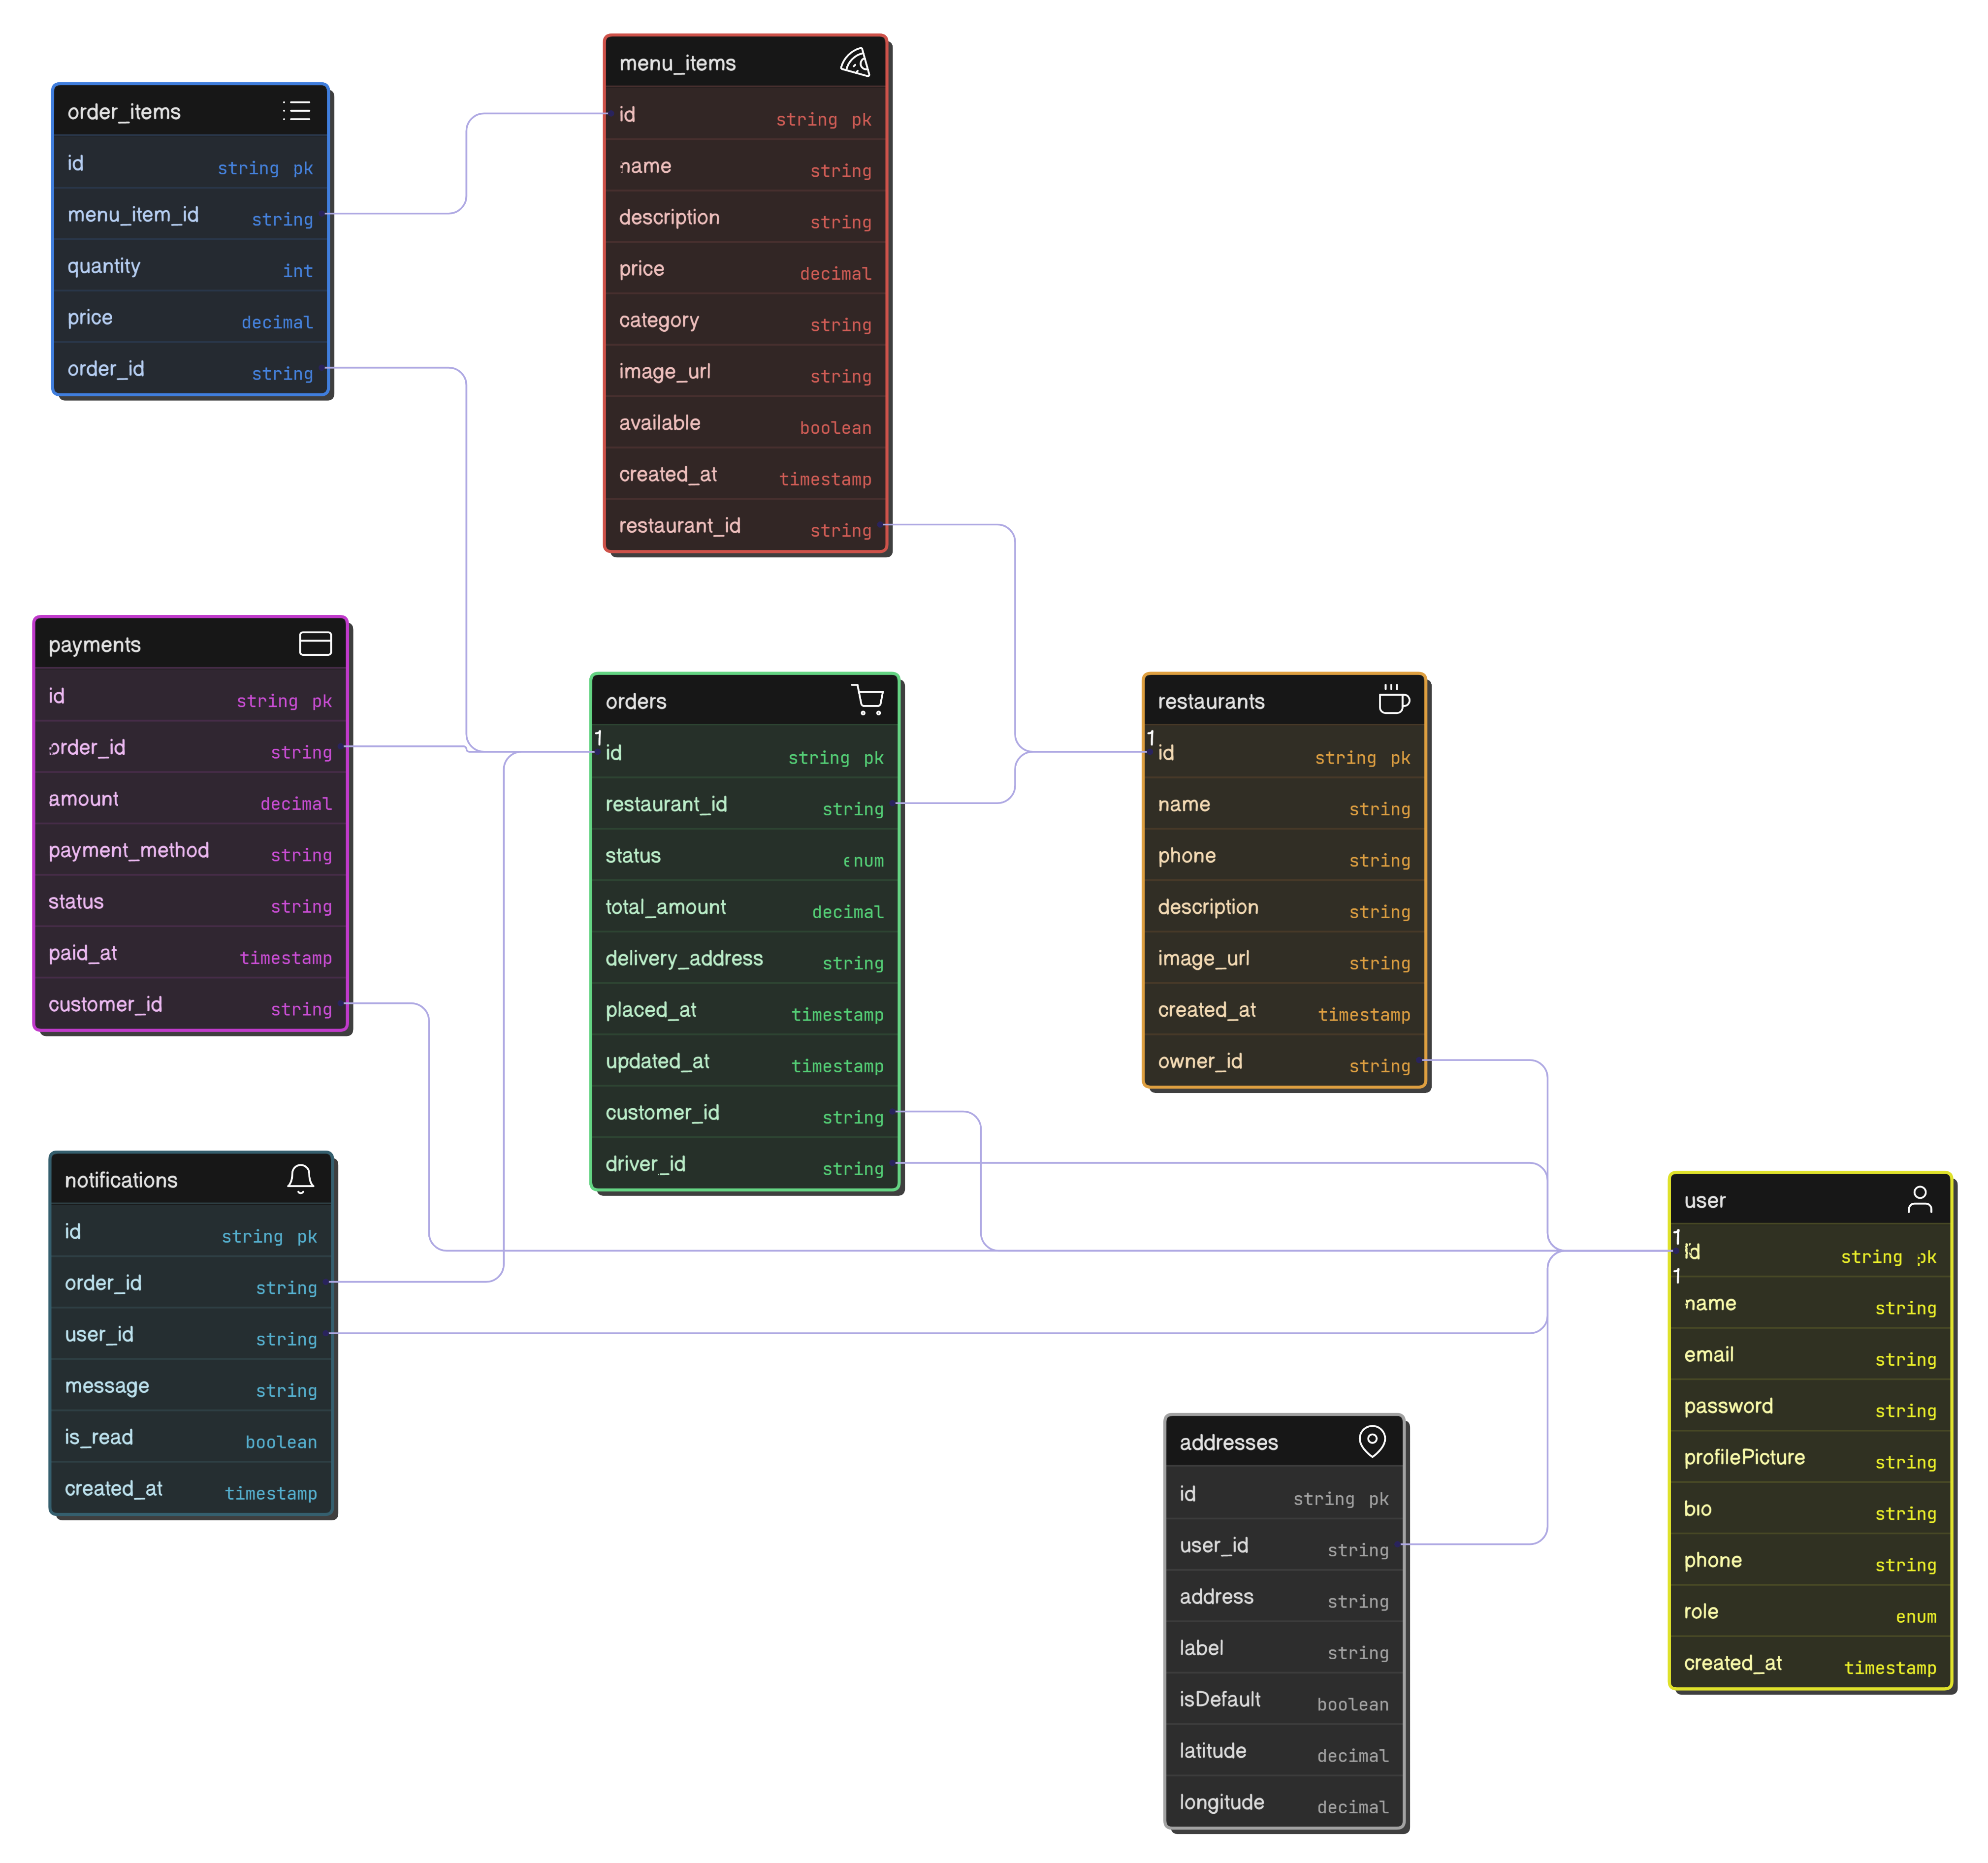 order_items
id string pk
menu_item_id string
quantity int
price decimal
order_id string
menu_items
id string pk
name string
description string
price decimal
category string
image_url string
available boolean
created_at timestamp
restaurant_id string
payments
id string pk
order_id string
amount decimal
payment_method string
status string
paid_at timestamp
customer_id string
orders
1
id string pk
restaurant_id string
status enum
total_amount decimal
delivery_address string
placed_at timestamp
updated_at timestamp
customer_id string
driver_id string
restaurants
1
id string pk
name string
phone string
description string
image_url string
created_at timestamp
owner_id string
notifications
id string pk
order_id string
user_id string
message string
is_read boolean
created_at timestamp
user
1
id string pk
1
name string
email string
password string
profilePicture string
bio string
phone string
role enum
created_at timestamp
addresses
id string pk
user_id string
address string
label string
isDefault boolean
latitude decimal
longitude decimal